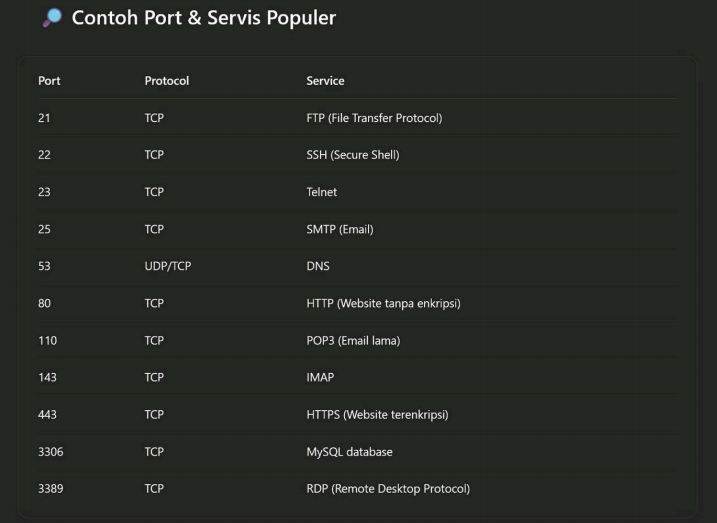 Contoh Port & Servis Populer
Port Protocol Service
21 TCP FTP (File Transfer Protocol)
22 TCP SSH (Secure Shell)
23 TCP Telnet
25 TCP SMTP (Email)
53 UDP/TCP DNS
80 TCP HTTP (Website tanpa enkripsi)
110 TCP POP3 (Email lama)
143 TCP IMAP
443 TCP HTTPS (Website terenkripsi)
3306 TCP MySQL database
3389 TCP RDP (Remote Desktop Protocol)